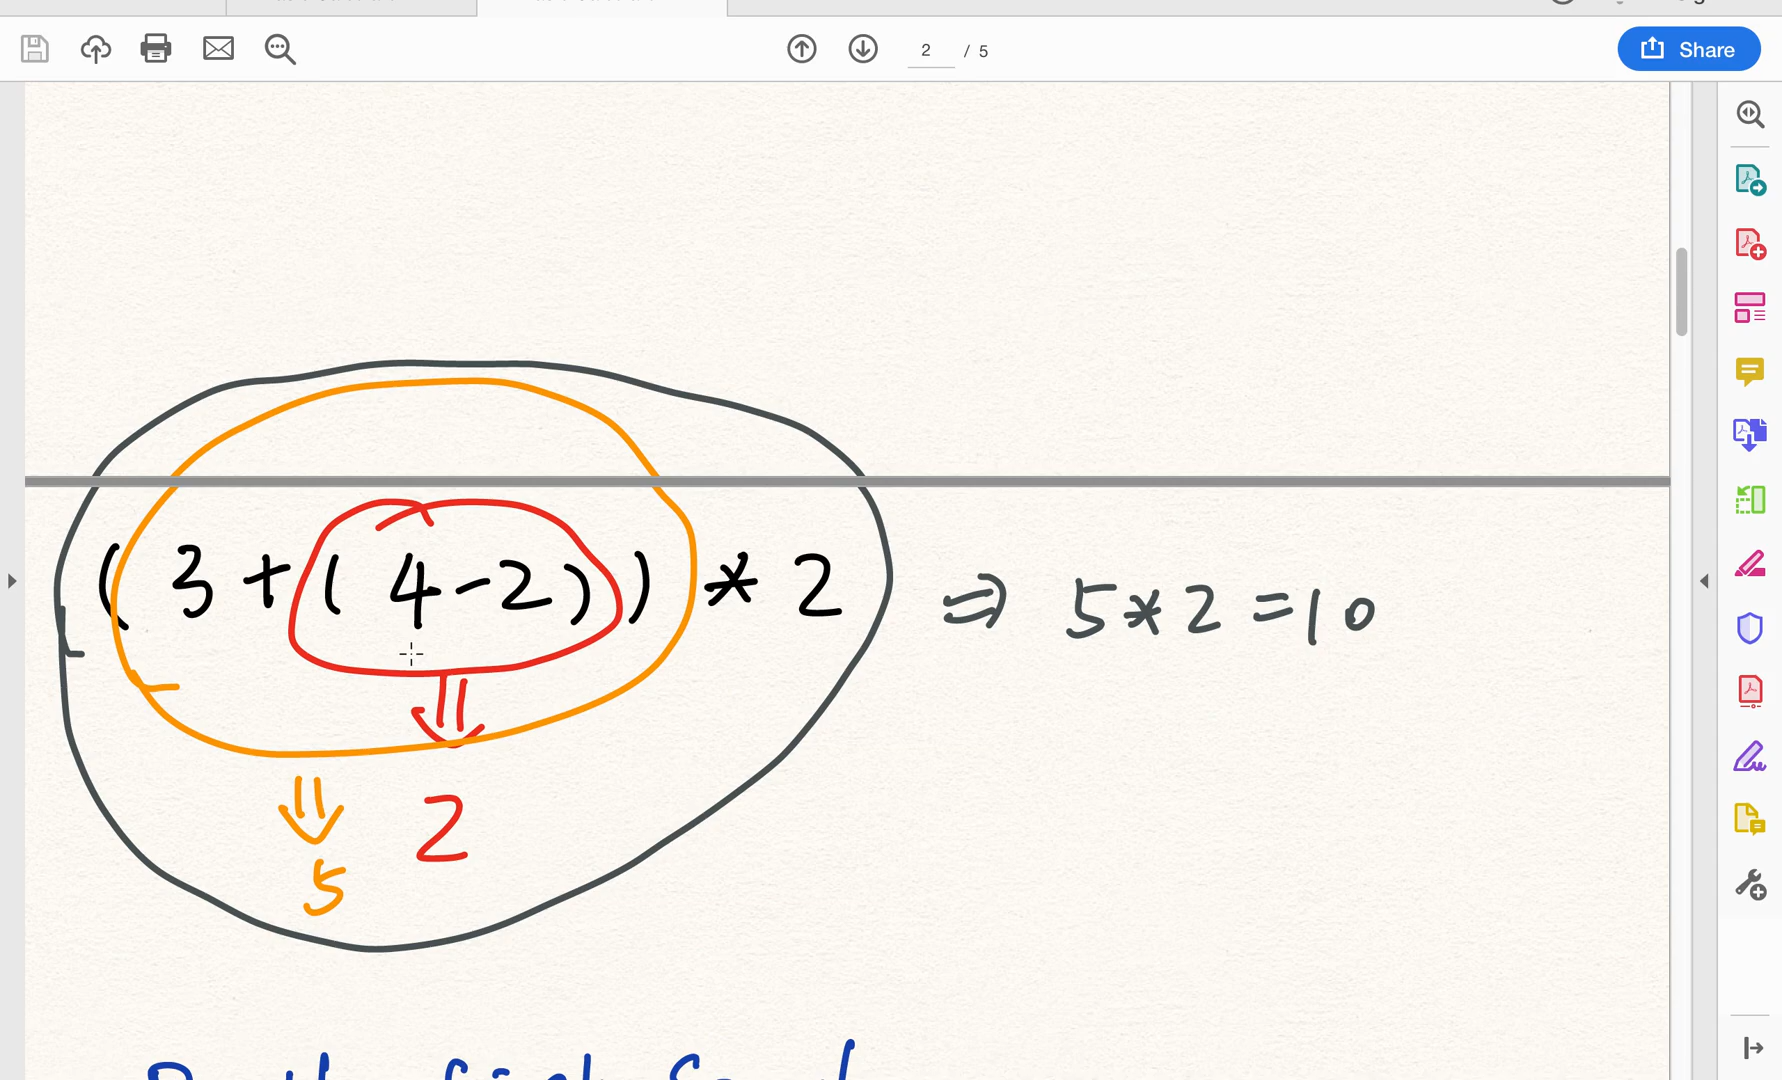 2 / 5
Share
( 3 + ( 4 - 2 ) ) * 2 ⇒ 5 * 2 = 10
2
5